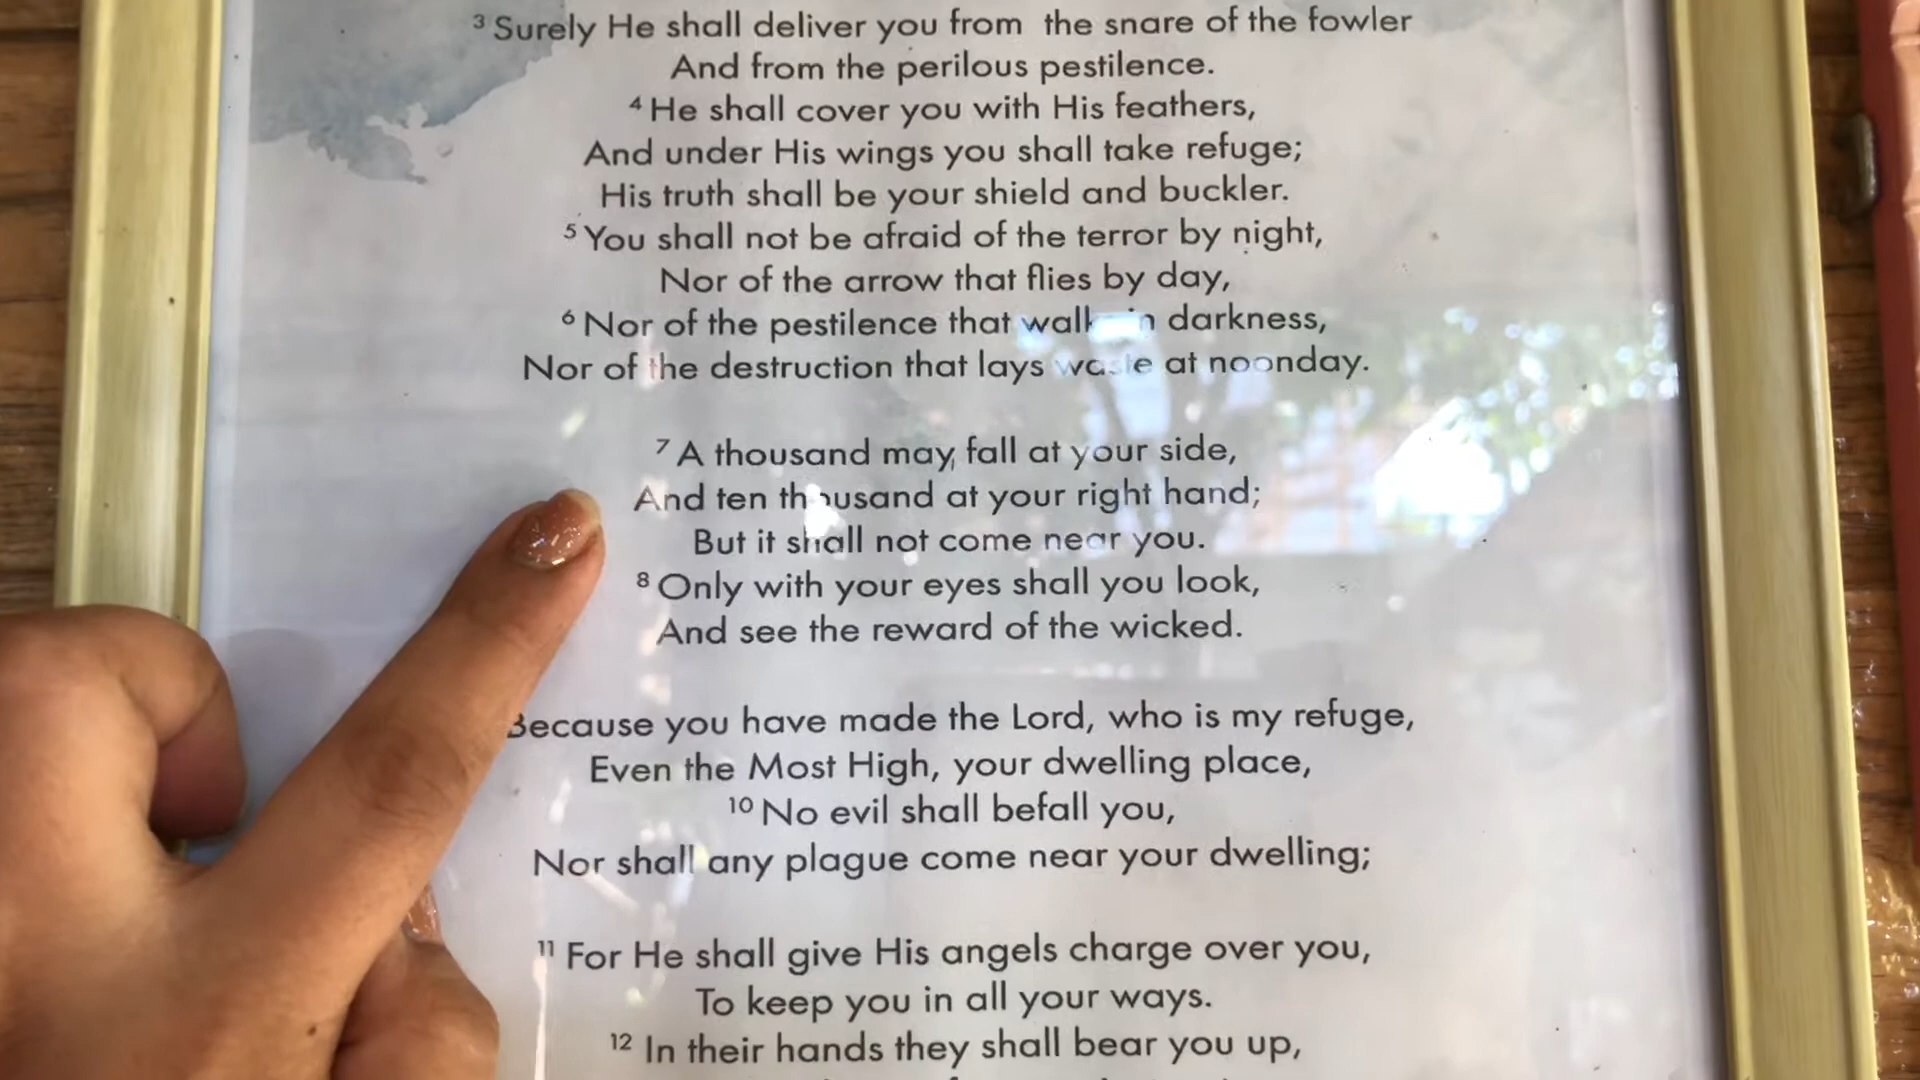 3 Surely He shall deliver you from the snare of the fowler
And from the perilous pestilence.
4 He shall cover you with His feathers,
And under His wings you shall take refuge;
His truth shall be your shield and buckler.
5 You shall not be afraid of the terror by night,
Nor of the arrow that flies by day,
6 Nor of the pestilence that walks in darkness,
Nor of the destruction that lays waste at noonday.
7 A thousand may fall at your side,
And ten thousand at your right hand;
But it shall not come near you.
8 Only with your eyes shall you look,
And see the reward of the wicked.
Because you have made the Lord, who is my refuge,
Even the Most High, your dwelling place,
10 No evil shall befall you,
Nor shall any plague come near your dwelling;
11 For He shall give His angels charge over you,
To keep you in all your ways.
12 In their hands they shall bear you up,